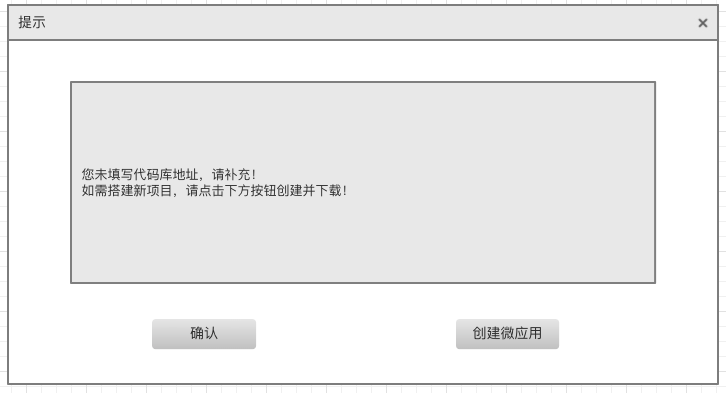 提示
×
您未填写代码库地址，请补充！
如需搭建新项目，请点击下方按钮创建并下载！
确认
创建微应用